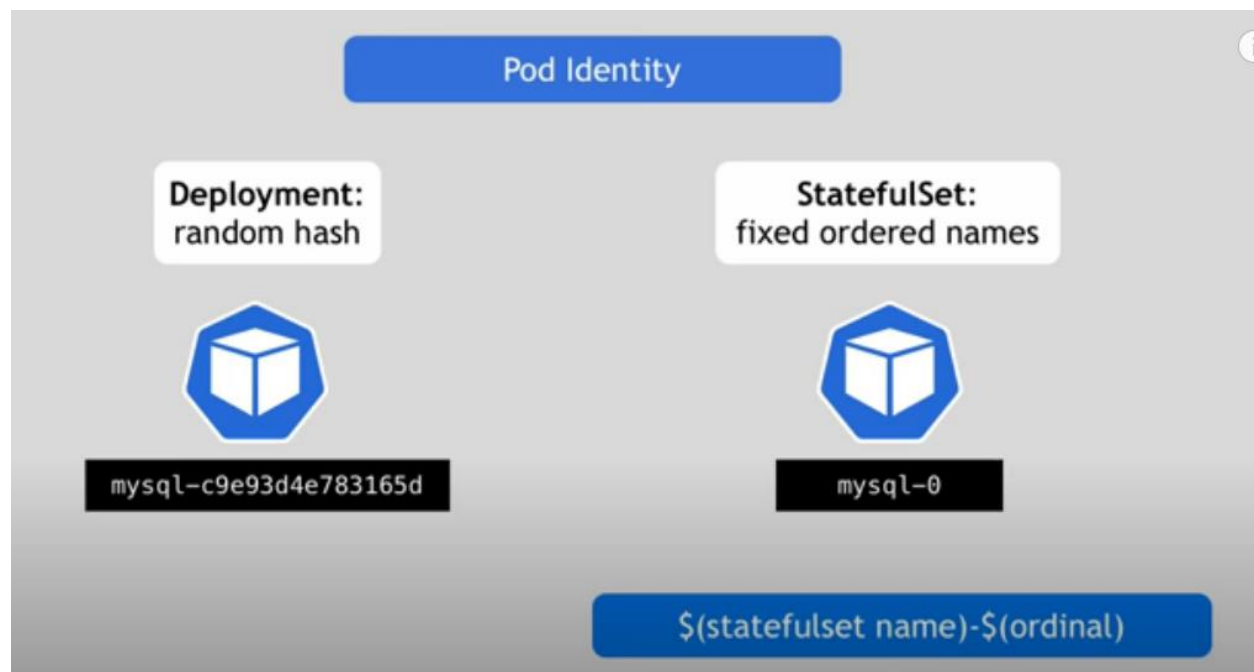 Pod Identity
Deployment:
random hash
StatefulSet:
fixed ordered names
mysql-c9e93d4e783165d
mysql-0
$(statefulset name)-$(ordinal)